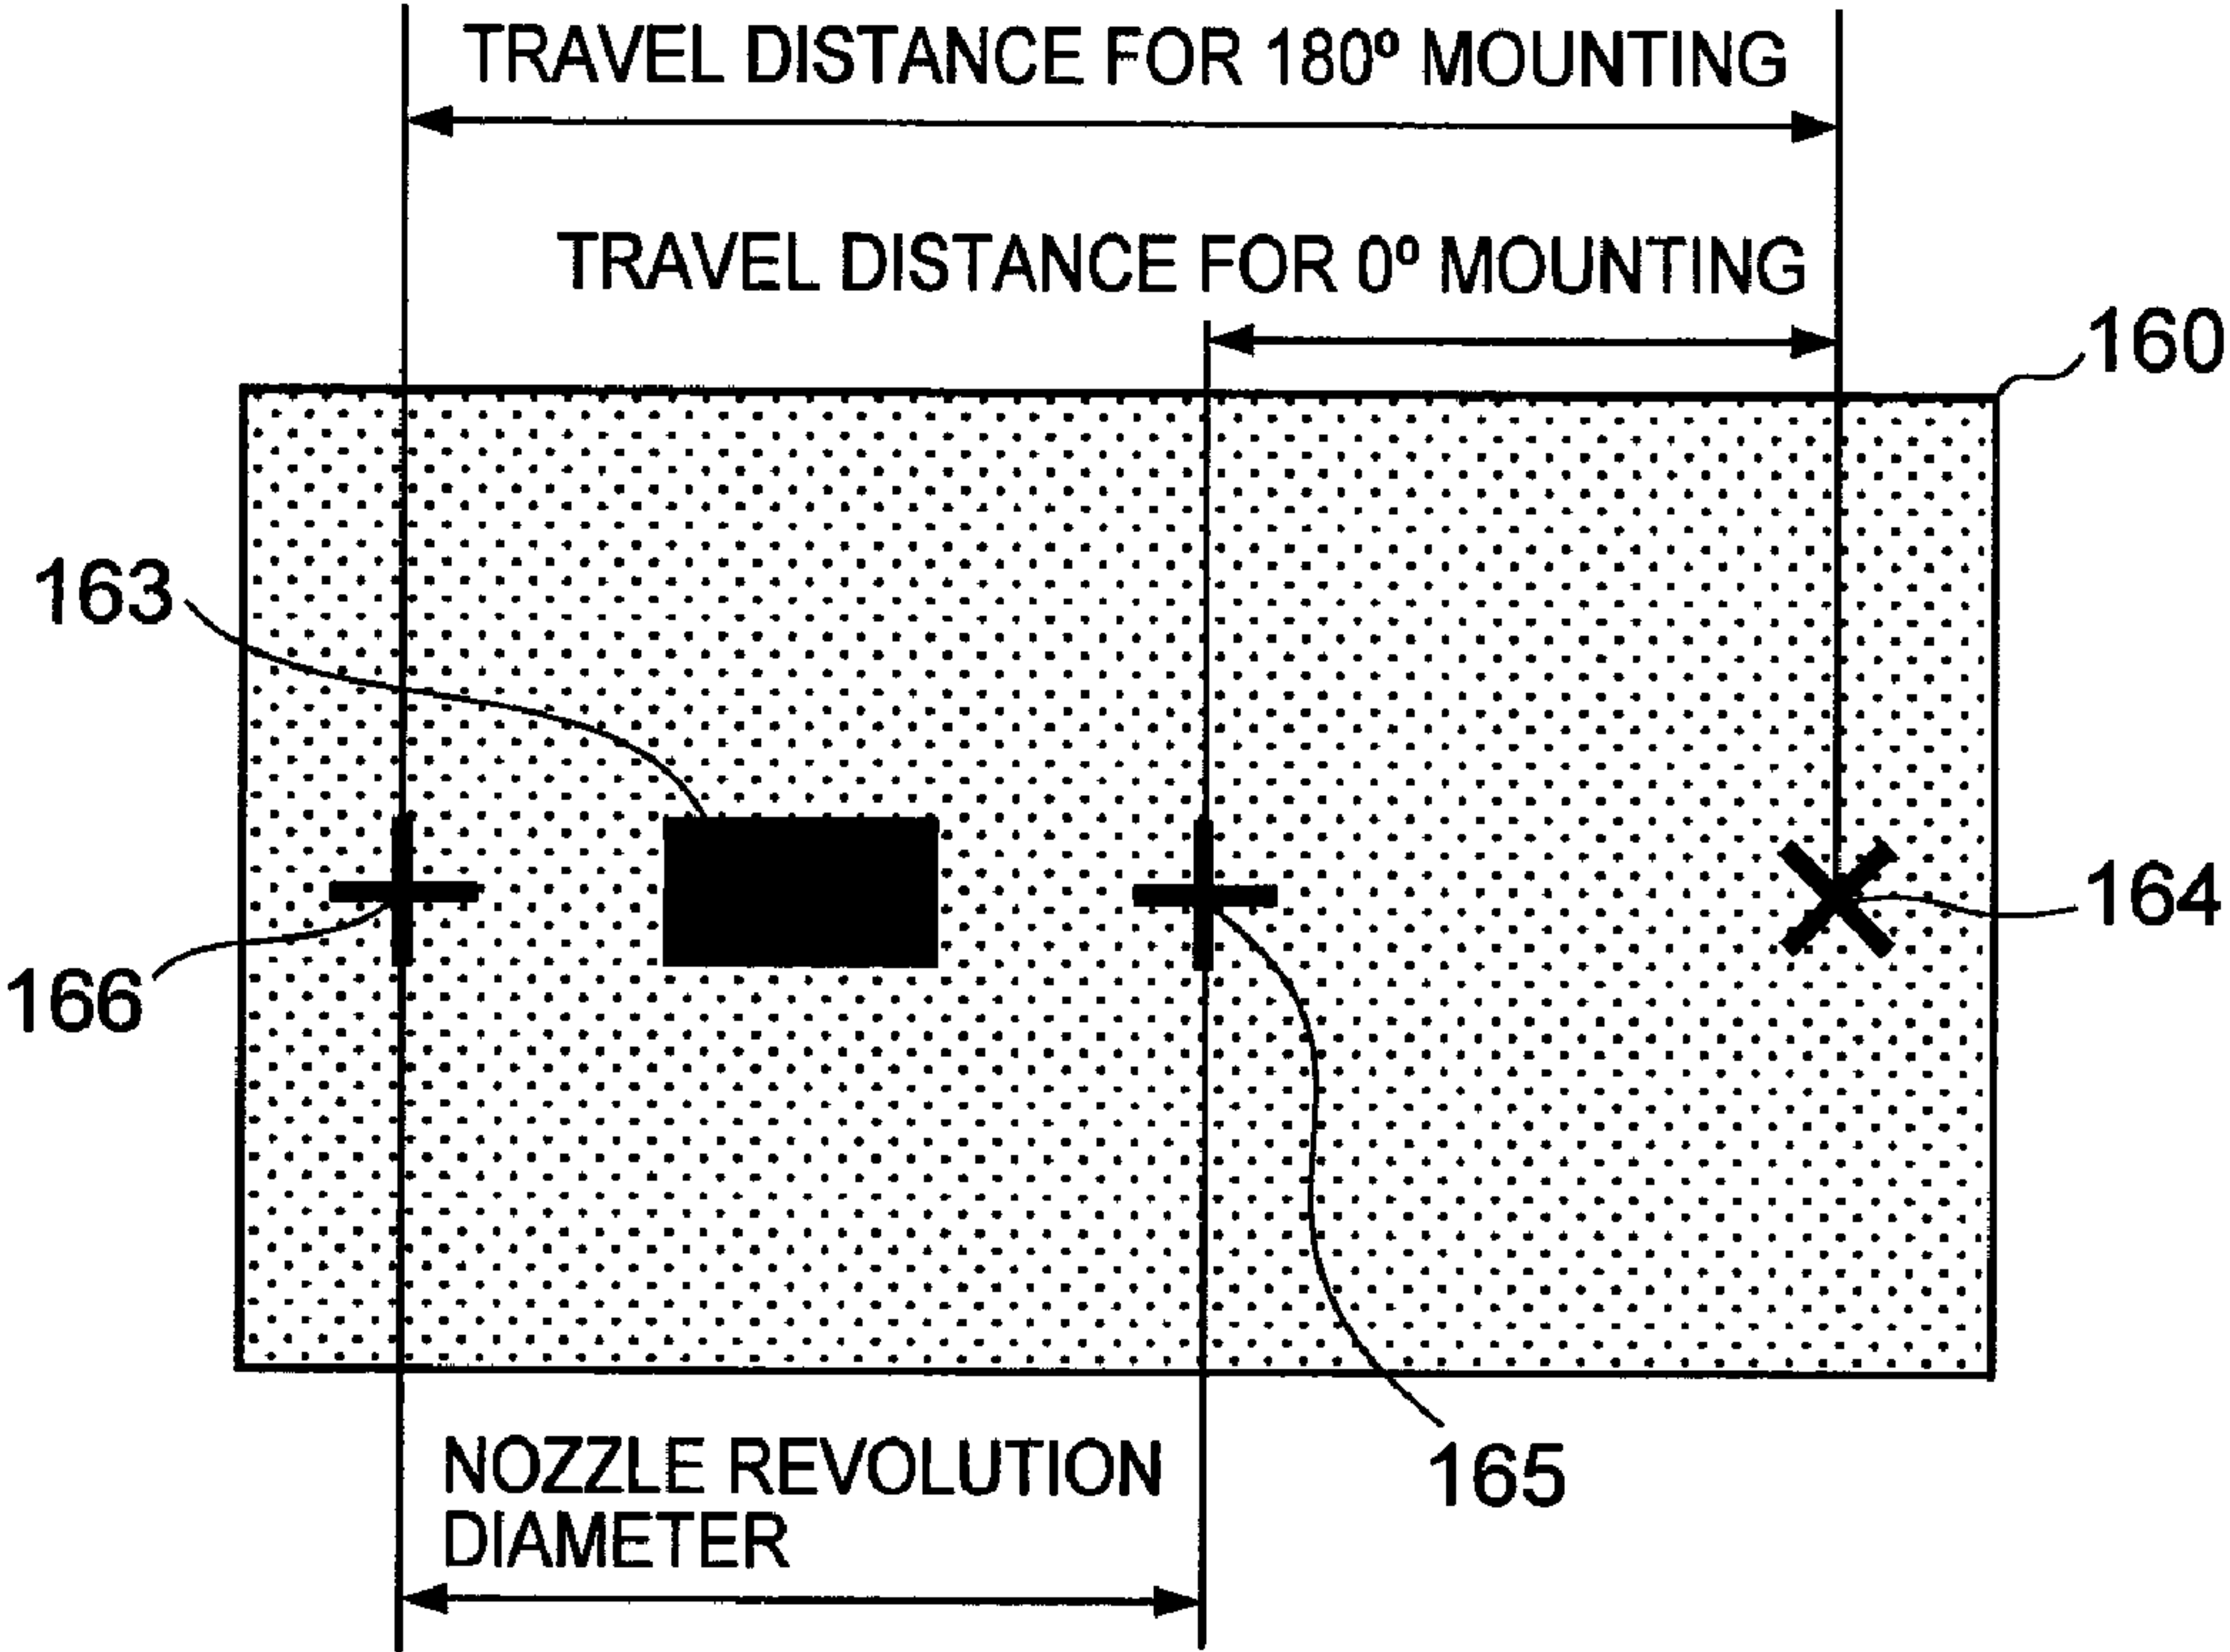 TRAVEL DISTANCE FOR 180º MOUNTING
TRAVEL DISTANCE FOR 0º MOUNTING
160
163
164
166
165
NOZZLE REVOLUTION
DIAMETER